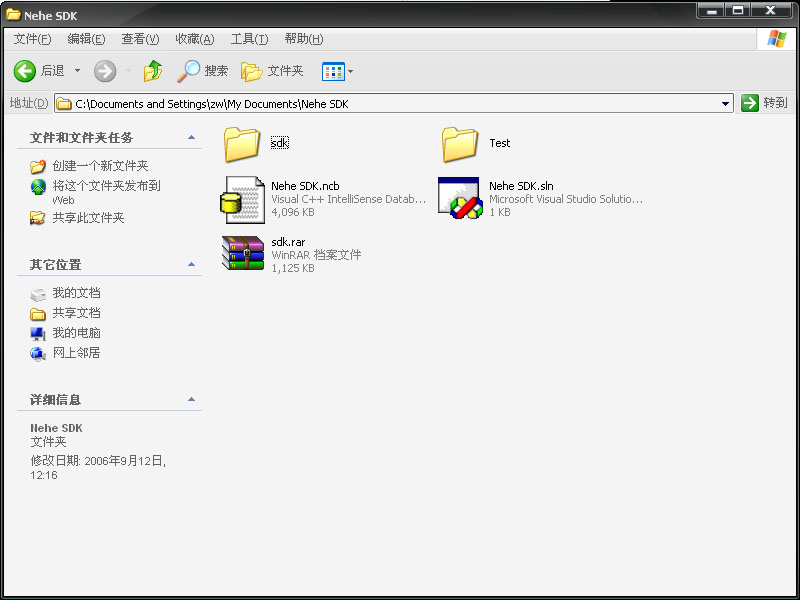 Nehe SDK
文件(F) 编辑(E) 查看(V) 收藏(A) 工具(T) 帮助(H)
后退 搜索 文件夹
地址(D) C:\Documents and Settings\zw\My Documents\Nehe SDK 转到
文件和文件夹任务
创建一个新文件夹
将这个文件夹发布到
Web
共享此文件夹
其它位置
我的文档
共享文档
我的电脑
网上邻居
详细信息
Nehe SDK
文件夹
修改日期: 2006年9月12日,
12:16
sdk
Test
Nehe SDK.ncb
Visual C++ IntelliSense Datab...
4,096 KB
Nehe SDK.sln
Microsoft Visual Studio Solutio...
1 KB
sdk.rar
WinRAR 档案文件
1,125 KB